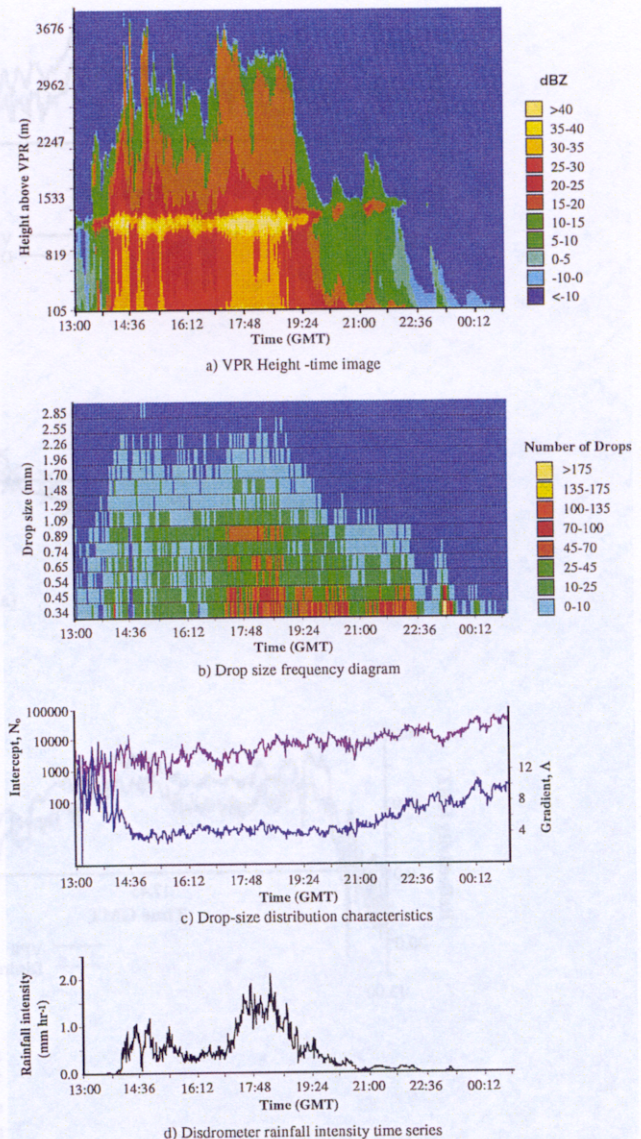 3676
2962
2247
1533
819
105
Height above VPR (m)
13:00 14:36 16:12 17:48 19:24 21:00 22:36 00:12
Time (GMT)
dBZ
>40
35-40
30-35
25-30
20-25
15-20
10-15
5-10
0-5
-10-0
<-10
a) VPR Height -time image
2.85
2.55
2.26
1.96
1.70
1.48
1.29
1.09
0.89
0.74
0.65
0.54
0.45
0.34
Drop size (mm)
13:00 14:36 16:12 17:48 19:24 21:00 22:36 00:12
Time (GMT)
Number of Drops
>175
135-175
100-135
70-100
45-70
25-45
10-25
0-10
b) Drop size frequency diagram
100000
10000
1000
100
Intercept, Nₒ
12
8
4
Gradient, Λ
13:00 14:36 16:12 17:48 19:24 21:00 22:36 00:12
Time (GMT)
c) Drop-size distribution characteristics
2.0
1.0
0.0
Rainfall intensity
(mm hr⁻¹)
13:00 14:36 16:12 17:48 19:24 21:00 22:36 00:12
Time (GMT)
d) Disdrometer rainfall intensity time series